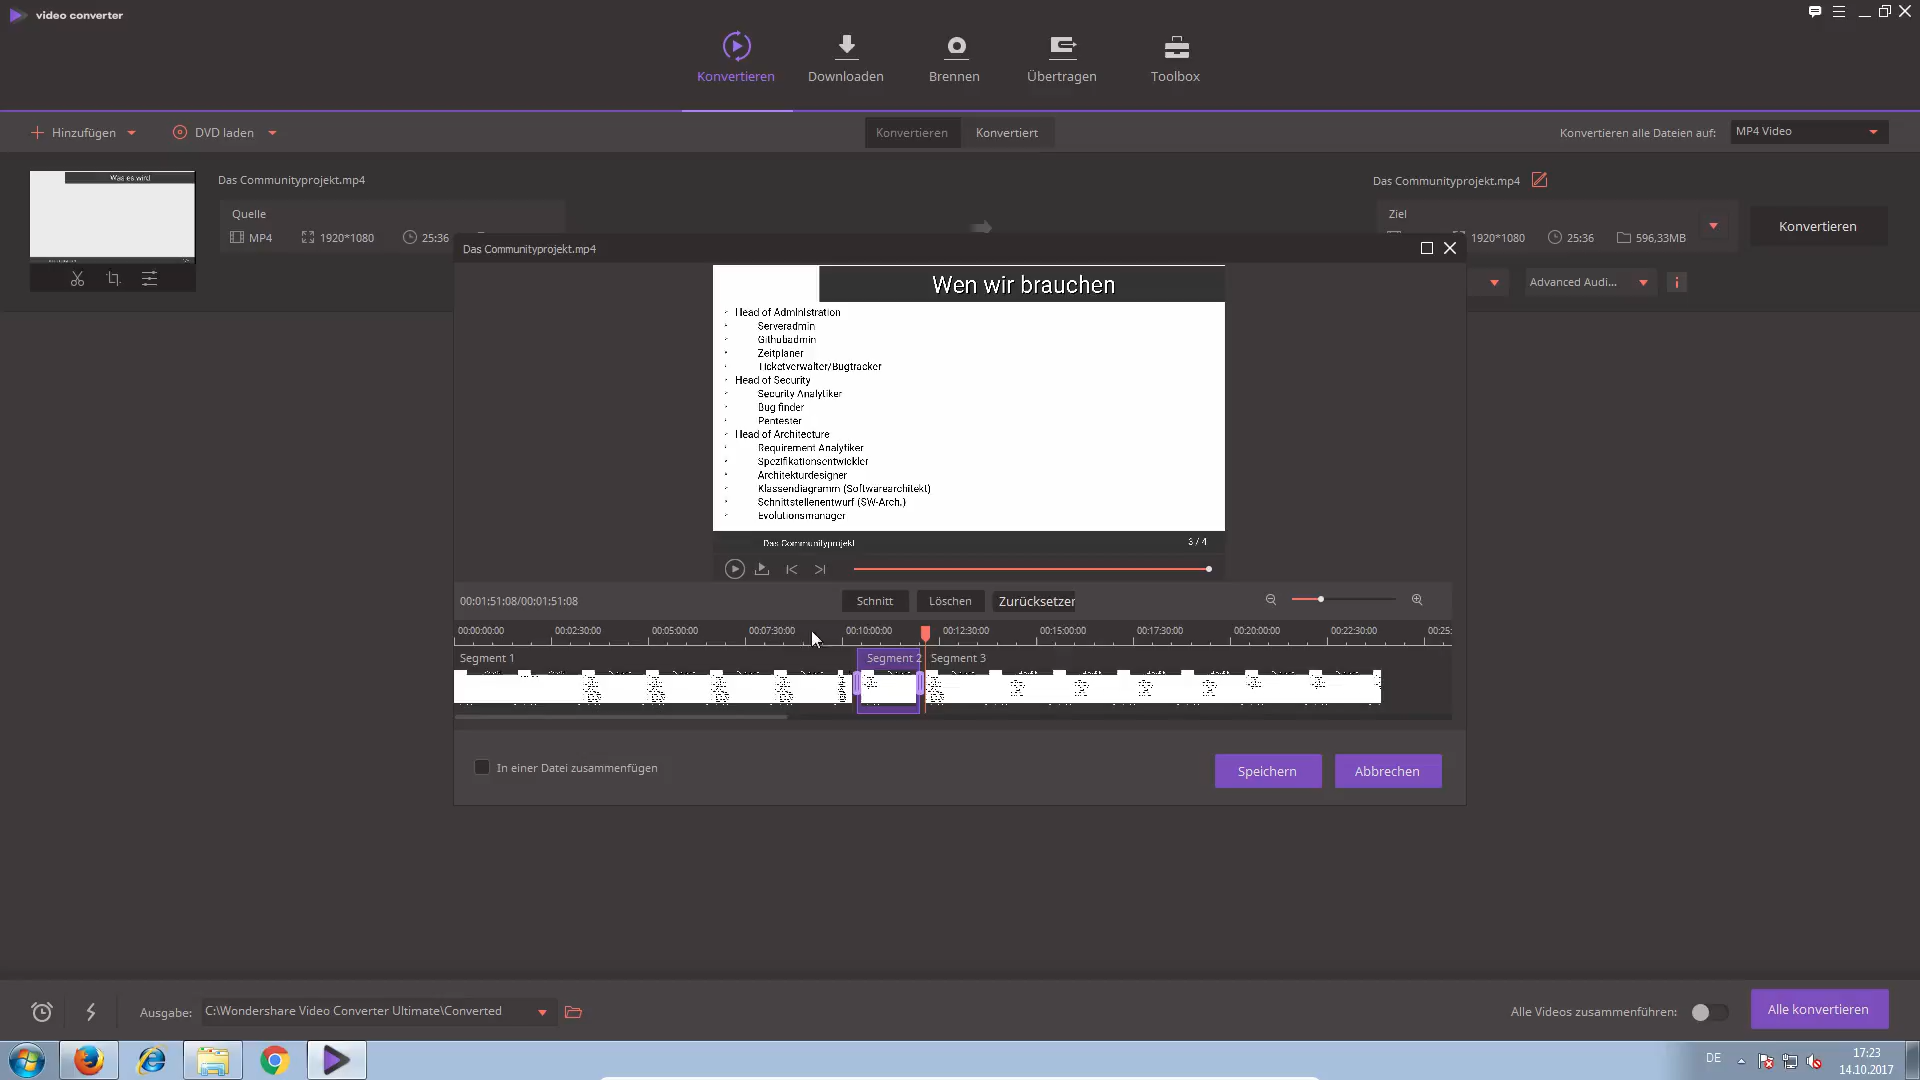 video converter
Konvertieren
Downloaden
Brennen
Übertragen
Toolbox
Hinzufügen
DVD laden
Konvertieren
Konvertiert
Konvertieren alle Dateien auf:
MP4 Video
Was es wird
Das Communityprojekt.mp4
Quelle
MP4
1920*1080
25:36
Das Communityprojekt.mp4
Ziel
1920*1080
25:36
596,33MB
Konvertieren
Advanced Audi...
Das Communityprojekt.mp4
Wen wir brauchen
Head of Administration
Serveradmin
Githubadmin
Zeitplaner
Ticketverwalter/Bugtracker
Head of Security
Security Analytiker
Bug finder
Pentester
Head of Architecture
Requirement Analytiker
Spezifikationsentwickler
Architekturdesigner
Klassendiagramm (Softwarearchitekt)
Schnittstellenentwurf (SW-Arch.)
Evolutionsmanager
Das Communityprojekt
3 / 4
00:01:51:08/00:01:51:08
Schnitt
Löschen
Zurücksetzen
00:00:00:00
00:02:30:00
00:05:00:00
00:07:30:00
00:10:00:00
00:12:30:00
00:15:00:00
00:17:30:00
00:20:00:00
00:22:30:00
00:25:
Segment 1
Segment 2
Segment 3
In einer Datei zusammenfügen
Speichern
Abbrechen
Ausgabe:
C:\Wondershare Video Converter Ultimate\Converted
Alle Videos zusammenführen:
Alle konvertieren
DE
17:23
14.10.2017